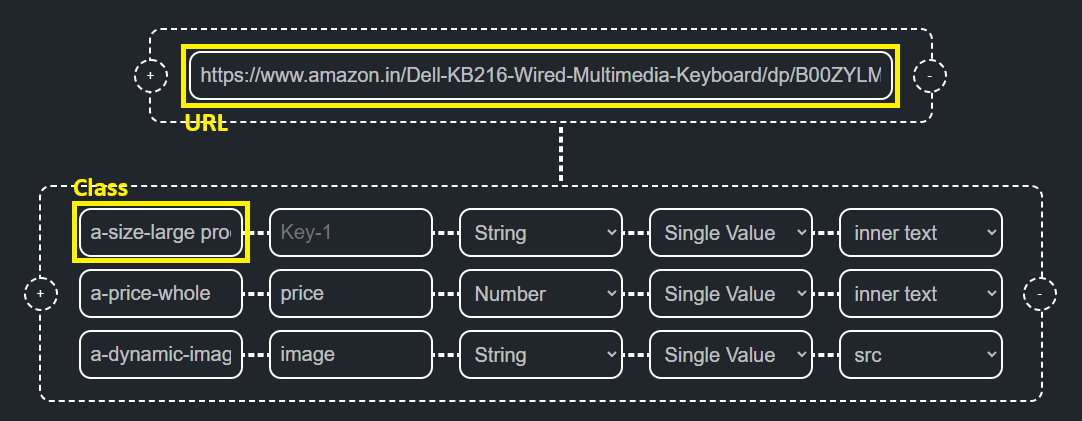 +
https://www.amazon.in/Dell-KB216-Wired-Multimedia-Keyboard/dp/B00ZYLM
-
URL
Class
a-size-large pro Key-1 String Single Value inner text
+
a-price-whole price Number Single Value inner text
-
a-dynamic-imag image String Single Value src